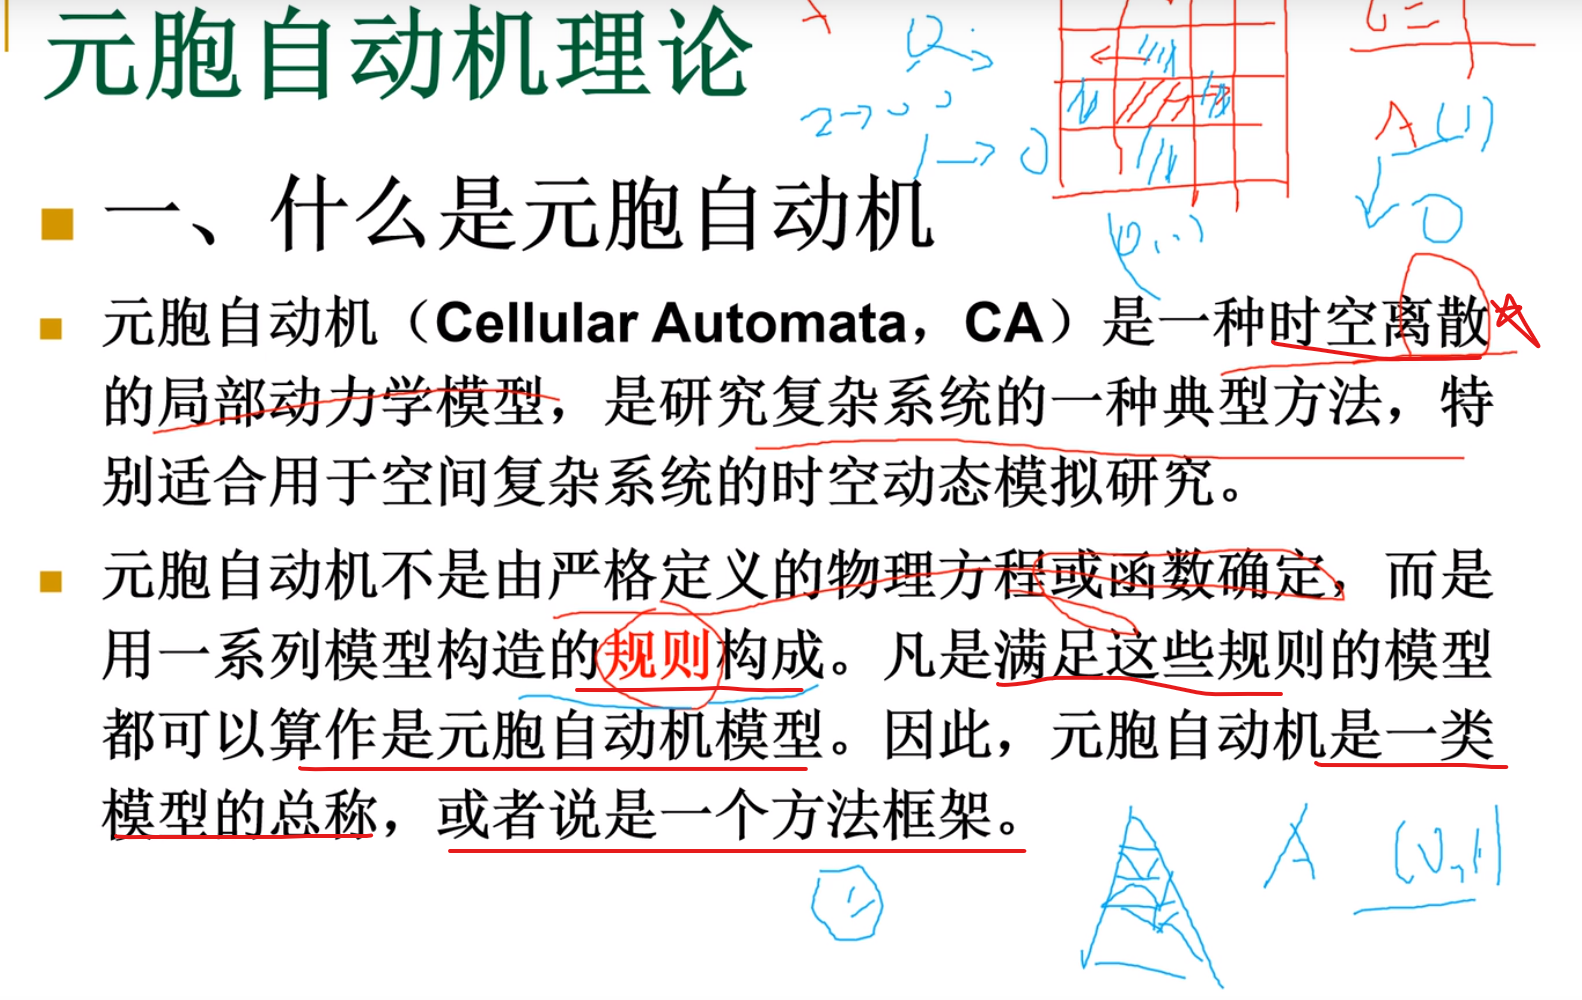 元胞自动机理论
一、什么是元胞自动机
元胞自动机（Cellular Automata，CA）是一种时空离散
的局部动力学模型，是研究复杂系统的一种典型方法，特
别适合用于空间复杂系统的时空动态模拟研究。
元胞自动机不是由严格定义的物理方程或函数确定，而是
用一系列模型构造的规则构成。凡是满足这些规则的模型
都可以算作是元胞自动机模型。因此，元胞自动机是一类
模型的总称，或者说是一个方法框架。
1→0
A (1)
A